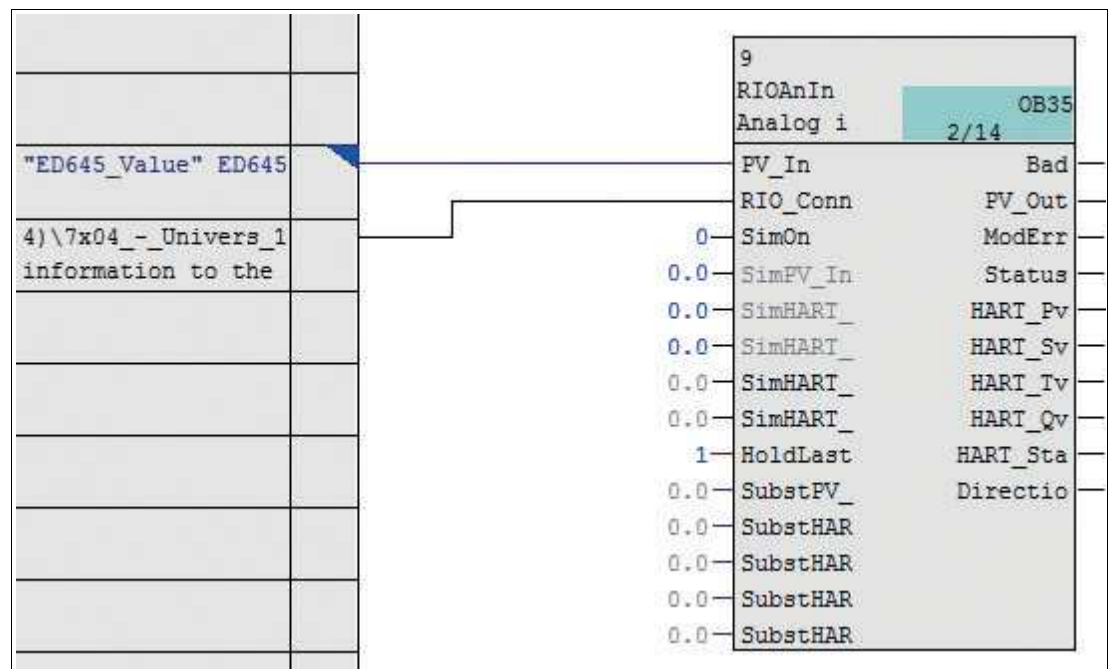 9
RIOAnIn
Analog i
OB35
2/14
"ED645_Value" ED645
4)\7x04_-_Univers_1
information to the
PV_In Bad
RIO_Conn PV_Out
0 SimOn ModErr
0.0 SimPV_In Status
0.0 SimHART_ HART_Pv
0.0 SimHART_ HART_Sv
0.0 SimHART_ HART_Tv
0.0 SimHART_ HART_Qv
1 HoldLast HART_Sta
0.0 SubstPV_ Directio
0.0 SubstHAR
0.0 SubstHAR
0.0 SubstHAR
0.0 SubstHAR